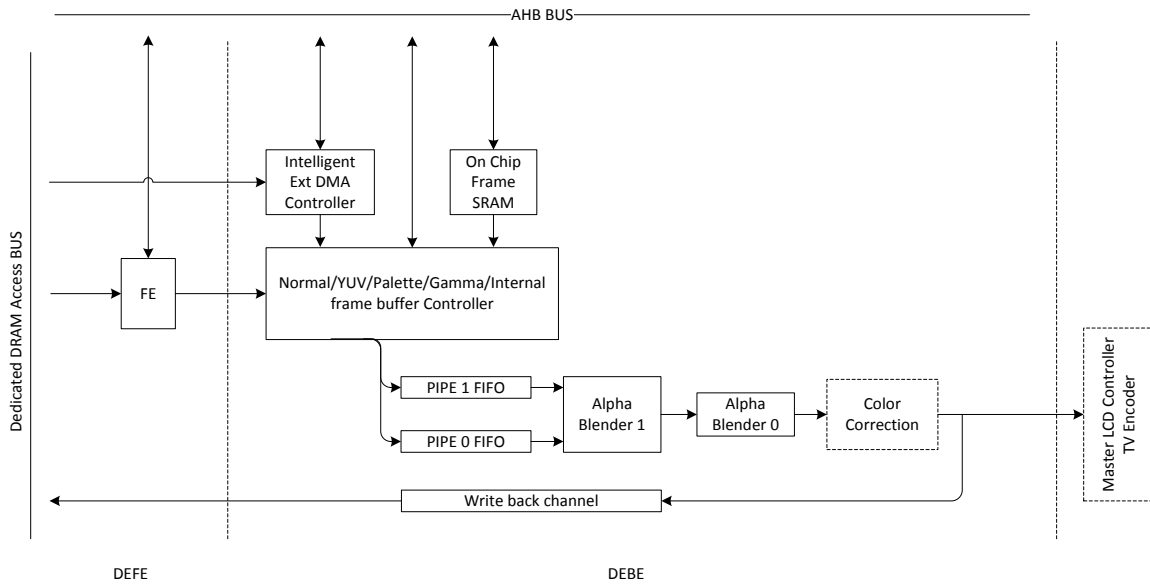 AHB BUS
Intelligent
Ext DMA
Controller
On Chip
Frame
SRAM
Dedicated DRAM Access BUS
FE
Normal/YUV/Palette/Gamma/Internal
frame buffer Controller
PIPE 1 FIFO
PIPE 0 FIFO
Alpha
Blender 1
Alpha
Blender 0
Color
Correction
Master LCD Controller
TV Encoder
Write back channel
DEFE
DEBE